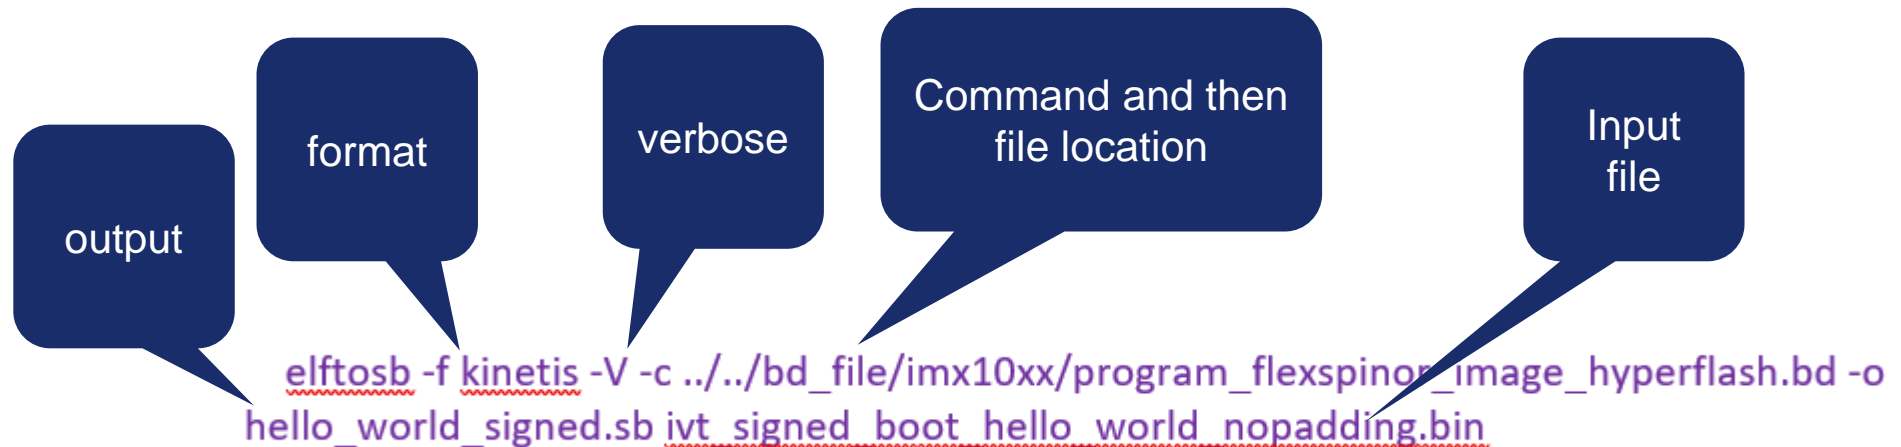 output
format
verbose
Command and then
file location
Input
file
elftosb -f kinetis -V -c ../../bd_file/imx10xx/program_flexspinor_image_hyperflash.bd -o
hello_world_signed.sb ivt_signed_boot_hello_world_nopadding.bin